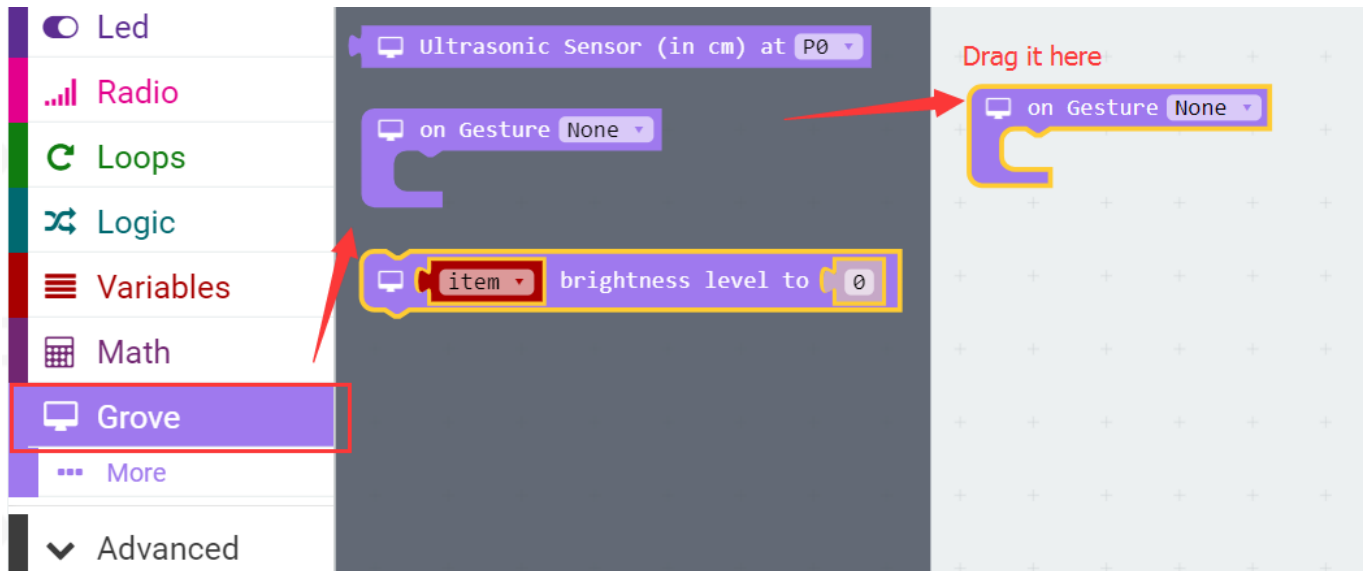 Led
Radio
Loops
Logic
Variables
Math
Grove
More
Advanced
Ultrasonic Sensor (in cm) at P0
on Gesture None
item brightness level to 0
Drag it here
on Gesture None